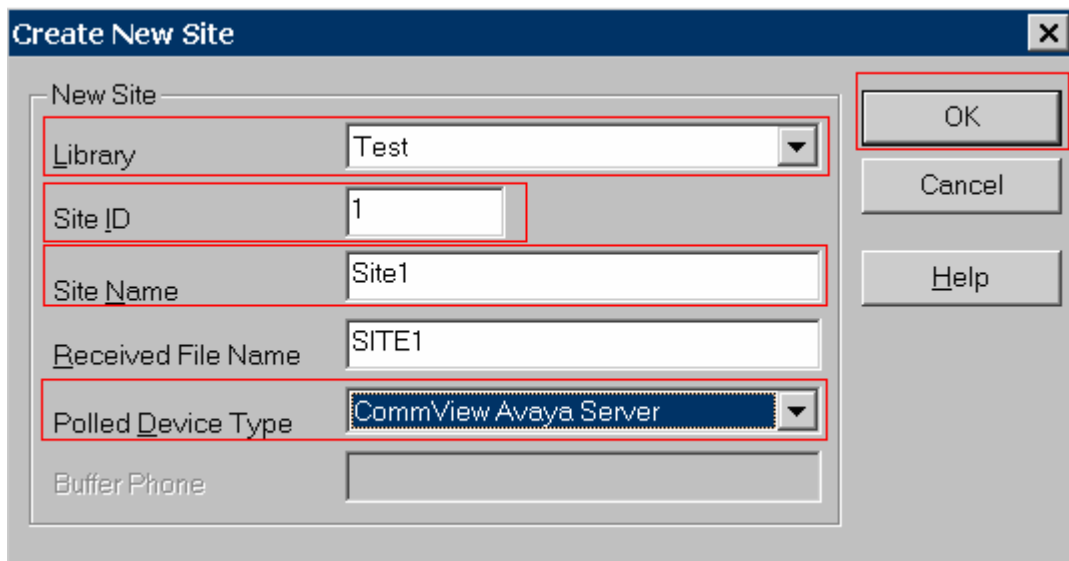 Create New Site
New Site
Library
Test
Site ID
1
Site Name
Site1
Received File Name
SITE1
Polled Device Type
CommView Avaya Server
Buffer Phone
OK
Cancel
Help